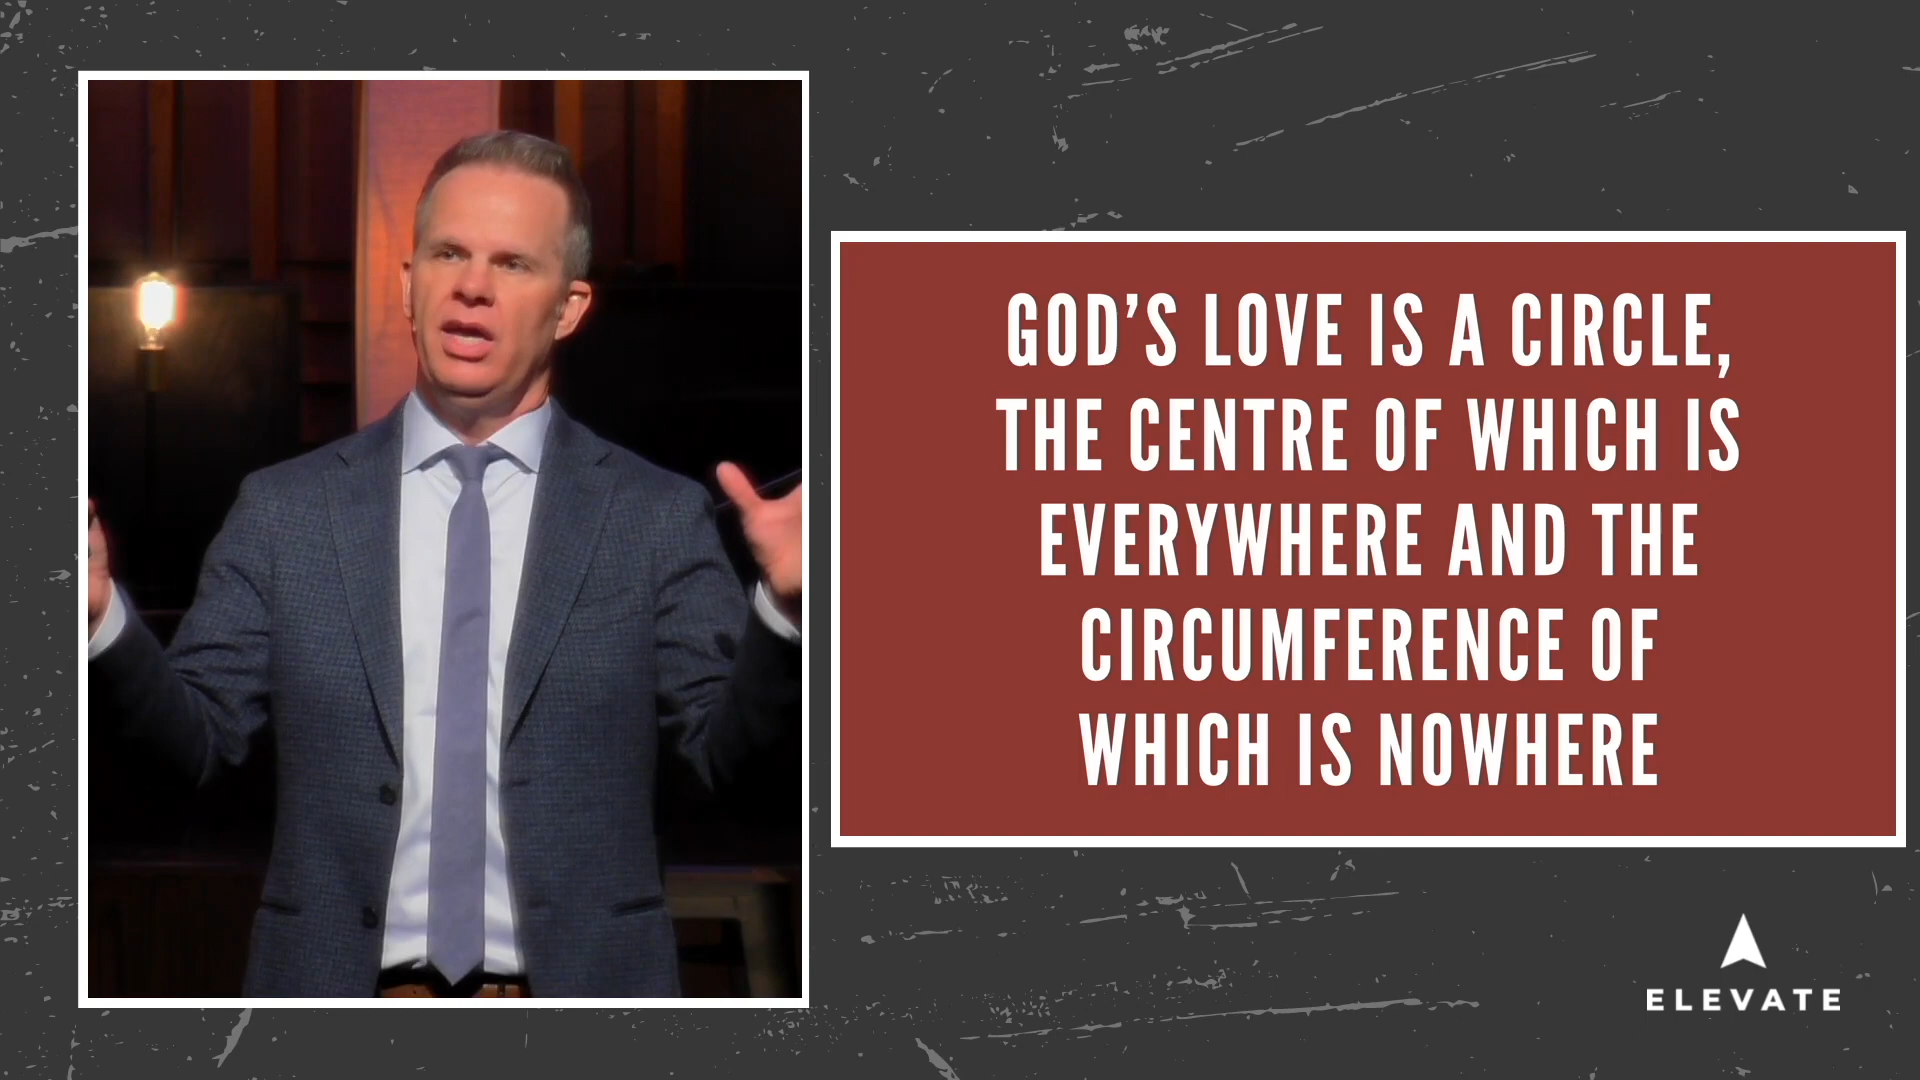 GOD’S LOVE IS A CIRCLE,
THE CENTRE OF WHICH IS
EVERYWHERE AND THE
CIRCUMFERENCE OF
WHICH IS NOWHERE
ELEVATE